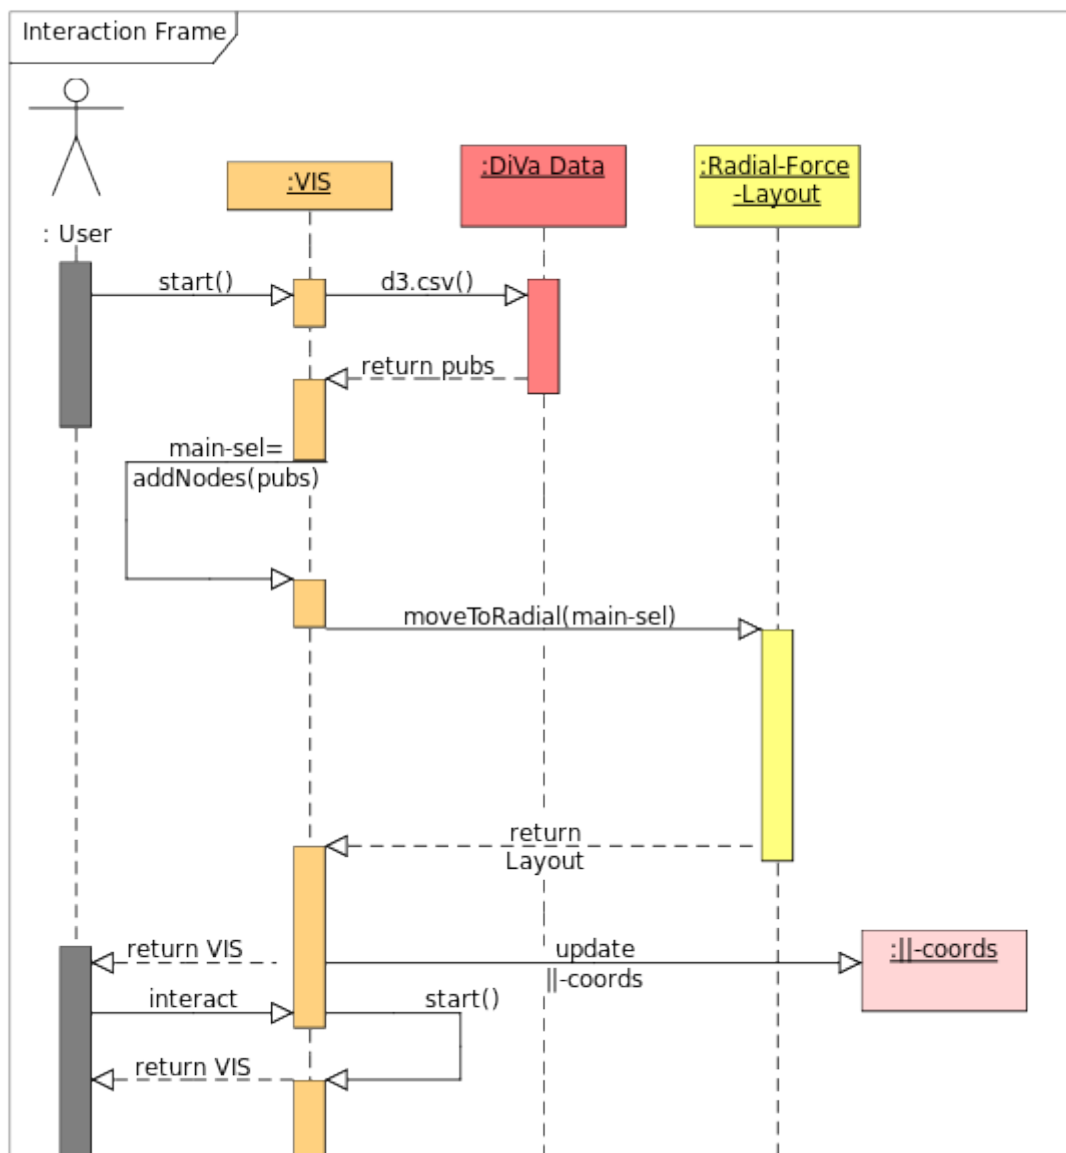 Interaction Frame
:DiVa Data
:Radial-Force
-Layout
:VIS
: User
start()
d3.csv()
return pubs
main-sel=
addNodes(pubs)
moveToRadial(main-sel)
return
Layout
return VIS
update
||-coords
:||-coords
interact
start()
return VIS